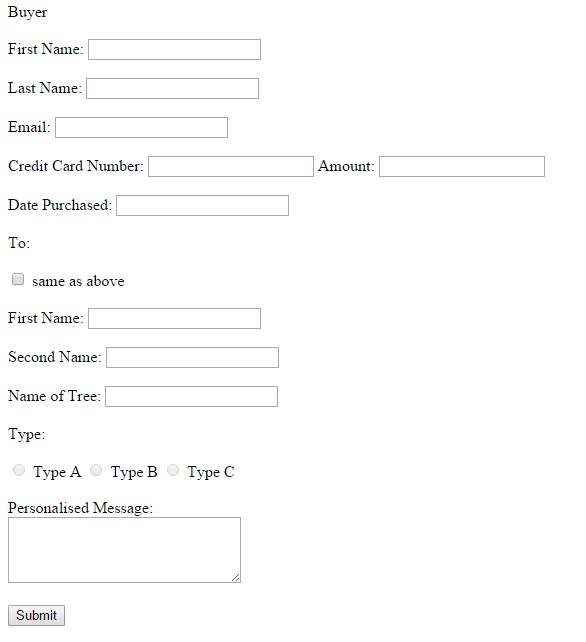 Buyer
First Name:
Last Name:
Email:
Credit Card Number: Amount:
Date Purchased:
To:
same as above
First Name:
Second Name:
Name of Tree:
Type:
Type A Type B Type C
Personalised Message:
Submit